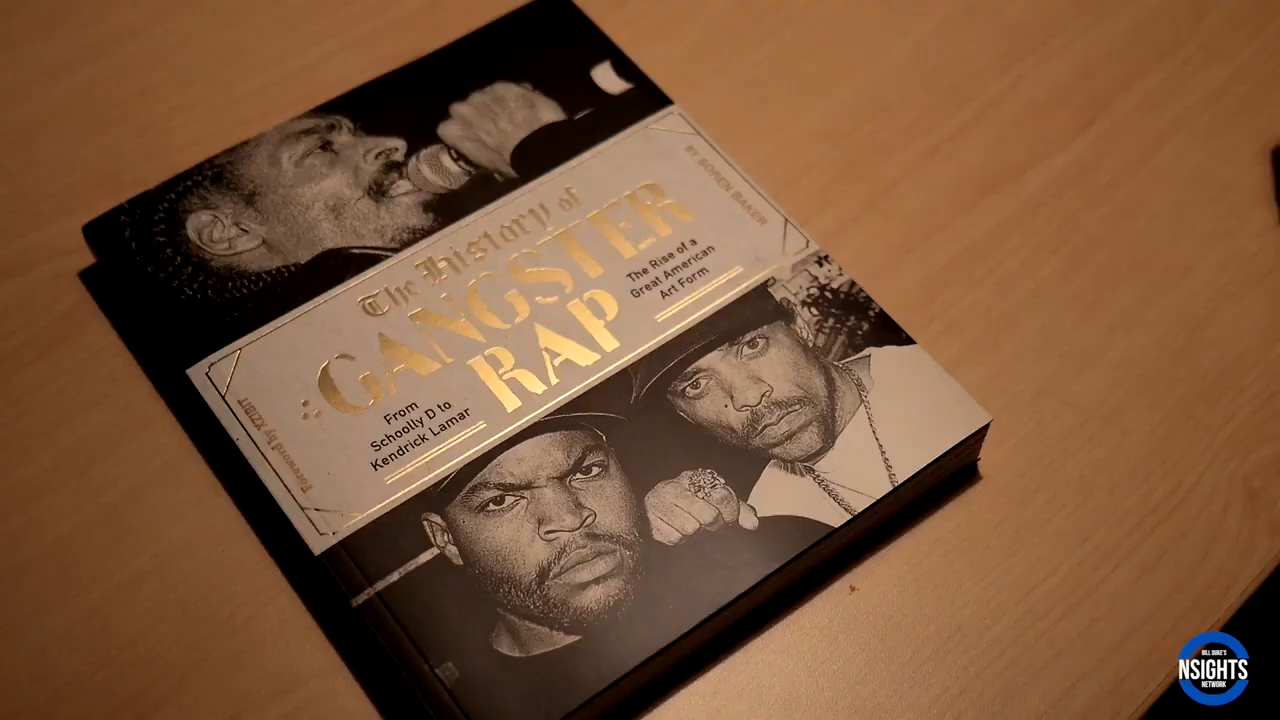 The History of
GANGSTER
RAP
From
Schoolly D to
Kendrick Lamar
The Rise of a
Great American
Art Form
BY SOREN BAKER
Foreword by XZIBIT
BILL DUKE'S
NSIGHTS
NETWORK